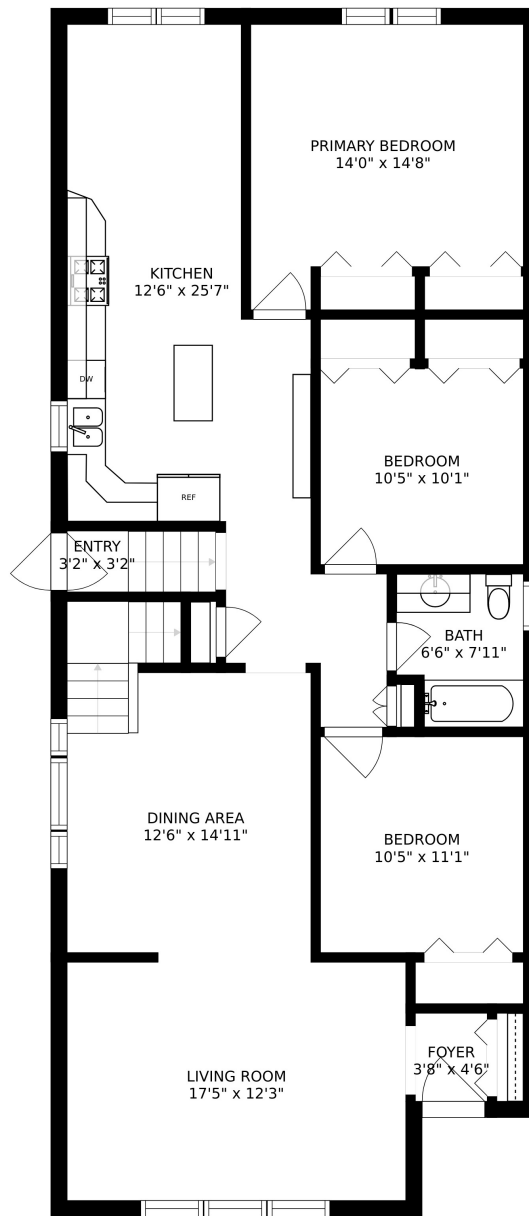 PRIMARY BEDROOM
14'0" x 14'8"
KITCHEN
12'6" x 25'7"
DW
BEDROOM
10'5" x 10'1"
REF
ENTRY
3'2" x 3'2"
BATH
6'6" x 7'11"
DINING AREA
12'6" x 14'11"
BEDROOM
10'5" x 11'1"
FOYER
3'8" x 4'6"
LIVING ROOM
17'5" x 12'3"